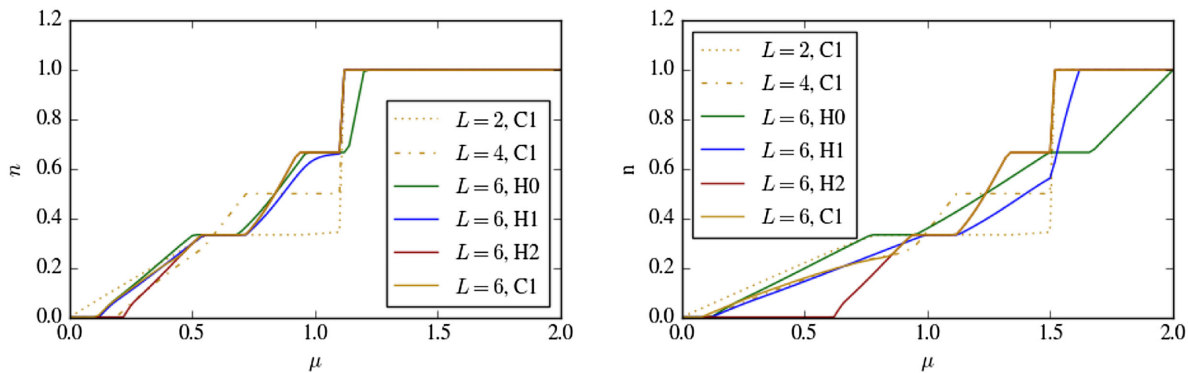 1.2
1.0
0.8
0.6
0.4
0.2
0.0
n
L = 2, C1
L = 4, C1
L = 6, H0
L = 6, H1
L = 6, H2
L = 6, C1
0.0 0.5 1.0 1.5 2.0
μ
1.2
1.0
0.8
0.6
0.4
0.2
0.0
n
L = 2, C1
L = 4, C1
L = 6, H0
L = 6, H1
L = 6, H2
L = 6, C1
0.0 0.5 1.0 1.5 2.0
μ